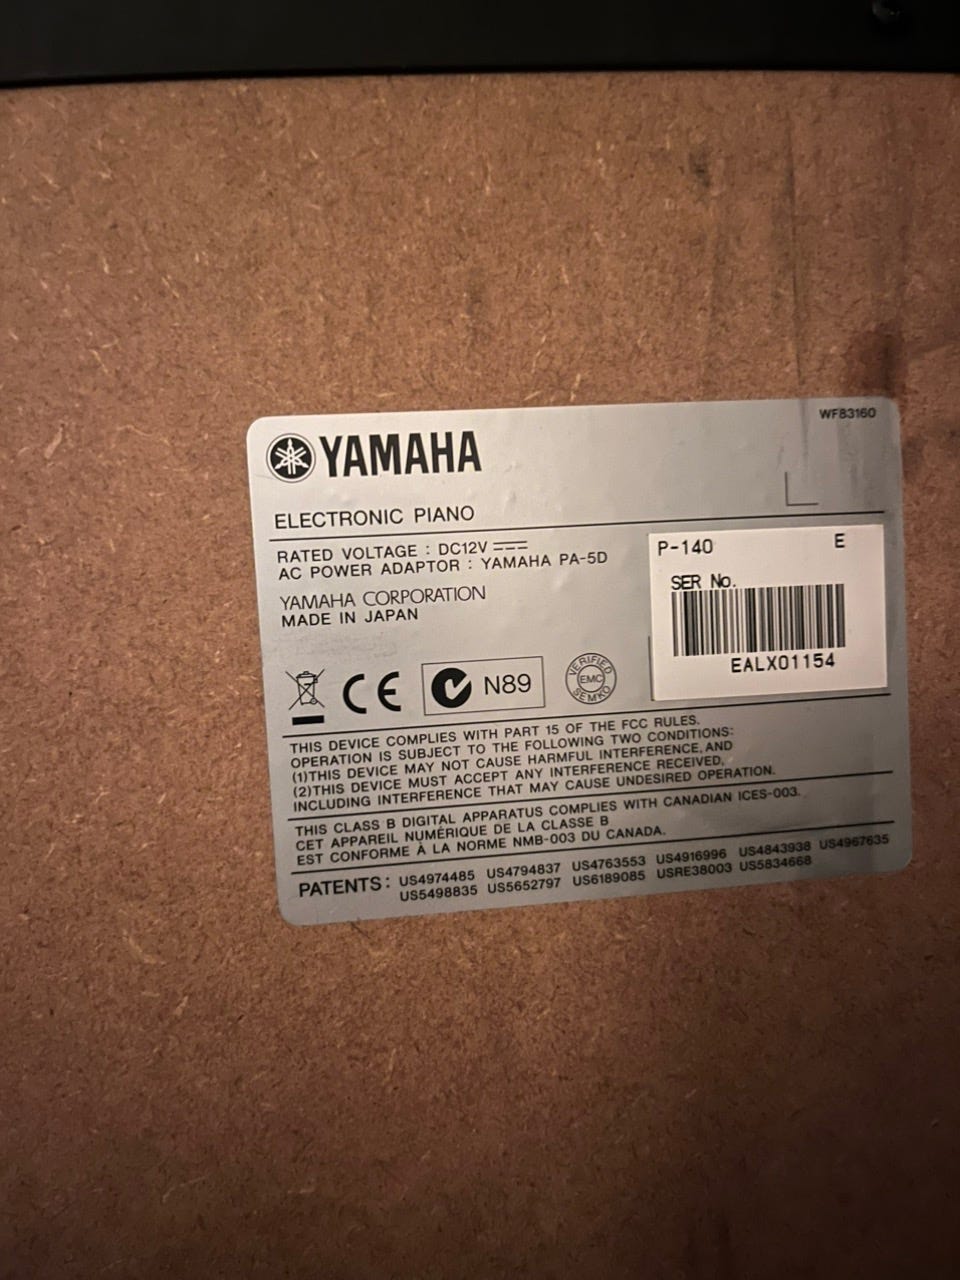 WF83160
YAMAHA
ELECTRONIC PIANO
RATED VOLTAGE : DC12V
AC POWER ADAPTOR : YAMAHA PA-5D
YAMAHA CORPORATION
MADE IN JAPAN
P-140 E
SER No.
EALX01154
CE
N89
VERIFIED
EMC
SEMKO
THIS DEVICE COMPLIES WITH PART 15 OF THE FCC RULES.
OPERATION IS SUBJECT TO THE FOLLOWING TWO CONDITIONS:
(1)THIS DEVICE MAY NOT CAUSE HARMFUL INTERFERENCE, AND
(2)THIS DEVICE MUST ACCEPT ANY INTERFERENCE RECEIVED,
INCLUDING INTERFERENCE THAT MAY CAUSE UNDESIRED OPERATION.
THIS CLASS B DIGITAL APPARATUS COMPLIES WITH CANADIAN ICES-003.
CET APPAREIL NUMÉRIQUE DE LA CLASSE B
EST CONFORME À LA NORME NMB-003 DU CANADA.
PATENTS : US4974485 US4794837 US4763553 US4916996 US4843938 US4967635
US5498835 US5652797 US6189085 USRE38003 US5834668